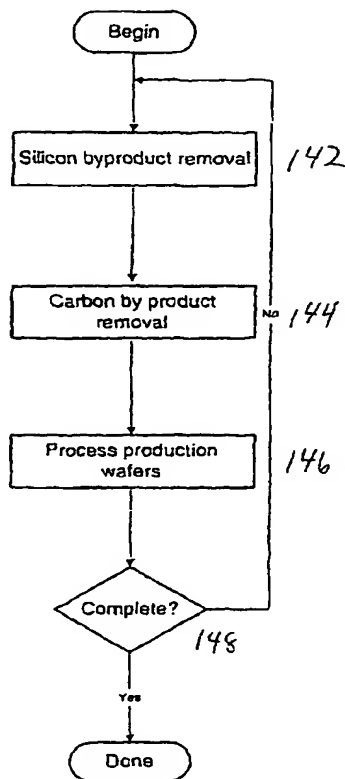 Begin
Silicon byproduct removal
142
Carbon by product
removal
No
144
Process production
wafers
146
Complete?
148
Yes
Done